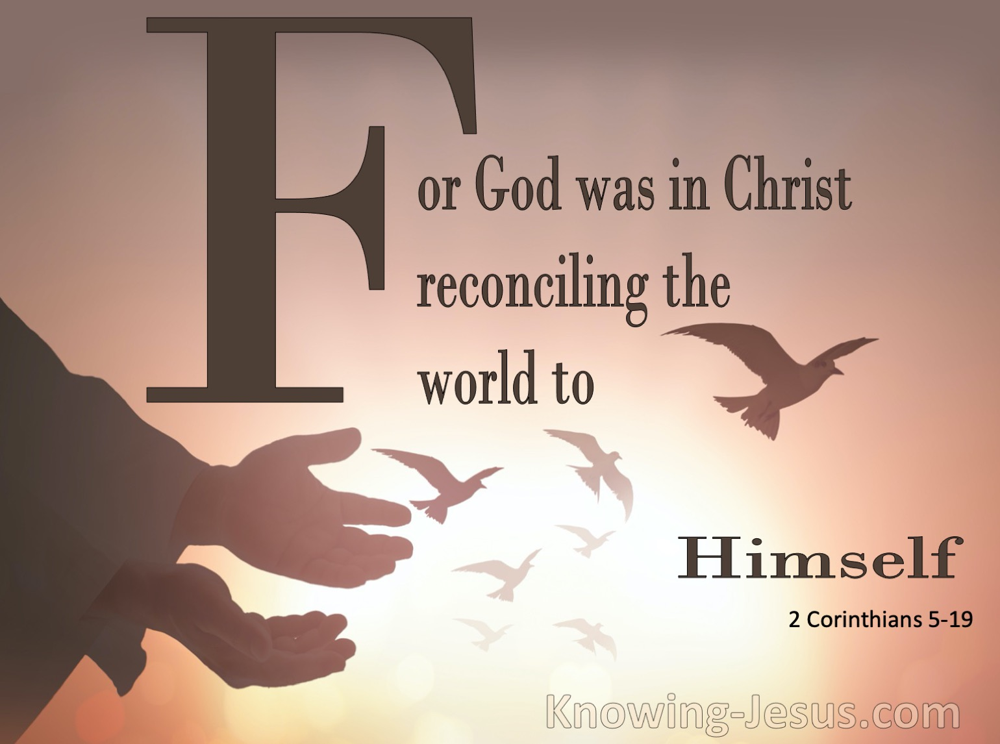 For God was in Christ
reconciling the
world to
Himself
2 Corinthians 5-19
Knowing-Jesus.com